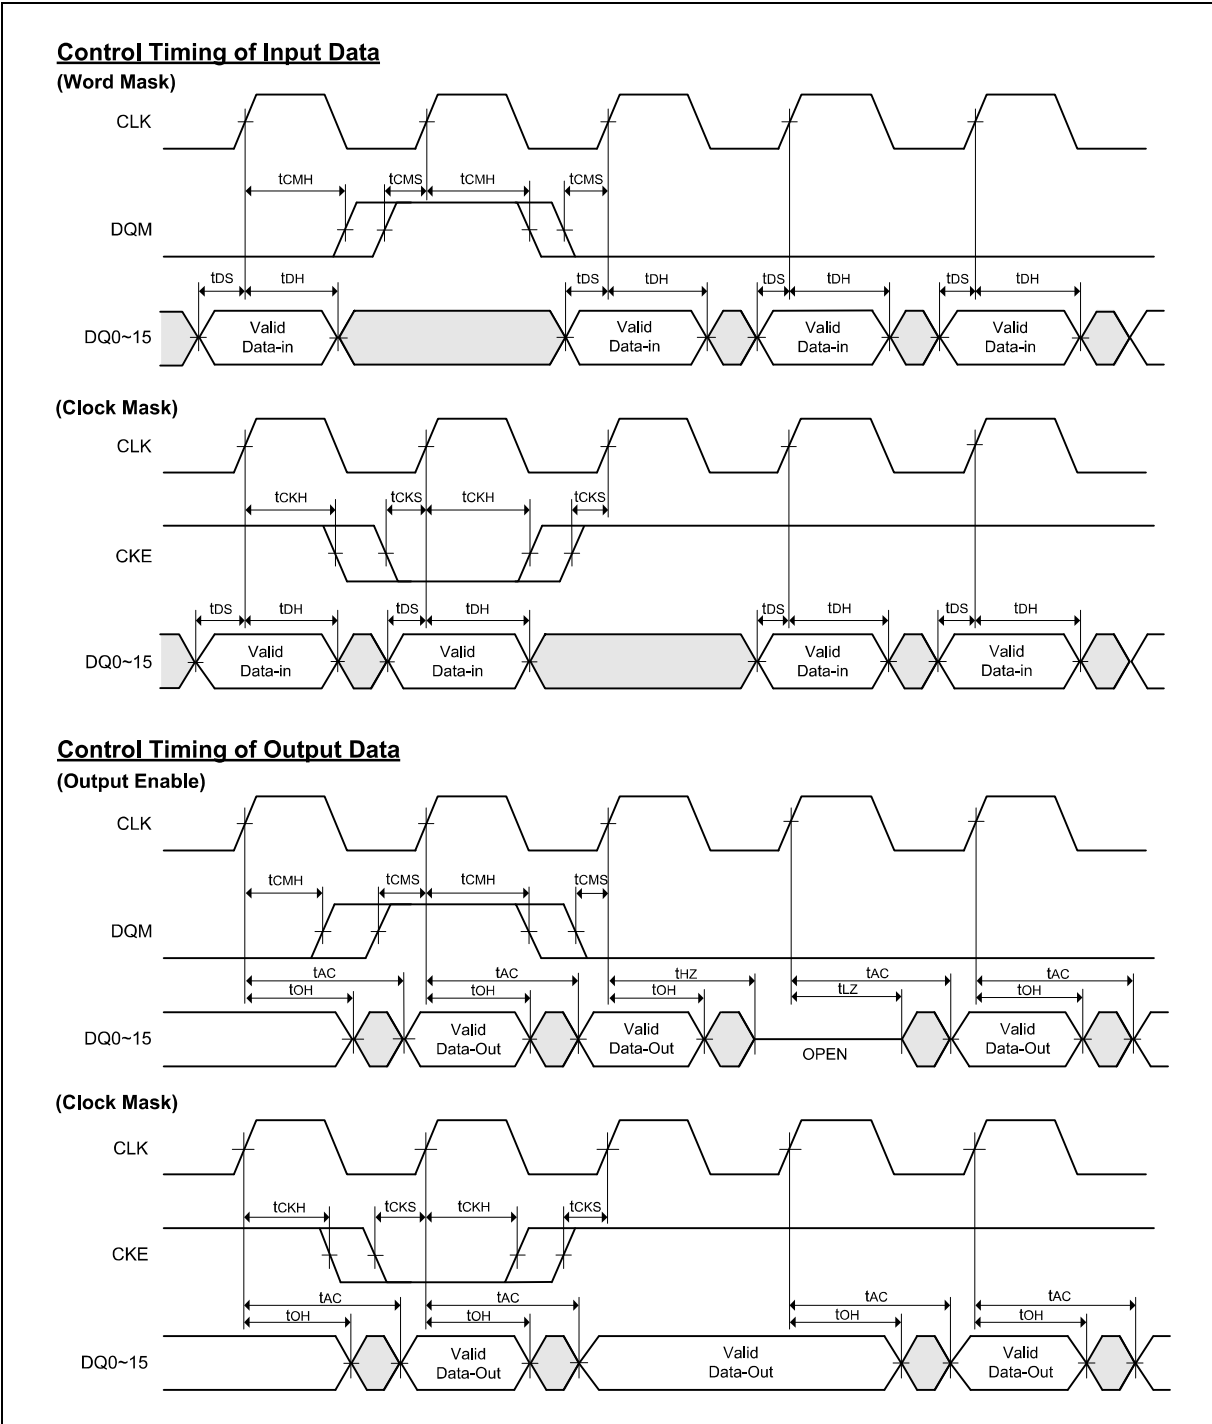 Control Timing of Input Data
(Word Mask)
CLK
tCMH tCMS tCMH tCMS
DQM
tDS tDH tDS tDH tDS tDH tDS tDH
DQ0~15 Valid Data-in Valid Data-in Valid Data-in Valid Data-in
(Clock Mask)
CLK
tCKH tCKS tCKH tCKS
CKE
tDS tDH tDS tDH tDS tDH tDS tDH
DQ0~15 Valid Data-in Valid Data-in Valid Data-in Valid Data-in
Control Timing of Output Data
(Output Enable)
CLK
tCMH tCMS tCMH tCMS
DQM
tAC tAC tHZ tAC tAC
tOH tOH tOH tLZ tOH
DQ0~15 Valid Data-Out Valid Data-Out OPEN Valid Data-Out
(Clock Mask)
CLK
tCKH tCKS tCKH tCKS
CKE
tAC tAC tAC tAC
tOH tOH tOH tOH
DQ0~15 Valid Data-Out Valid Data-Out Valid Data-Out